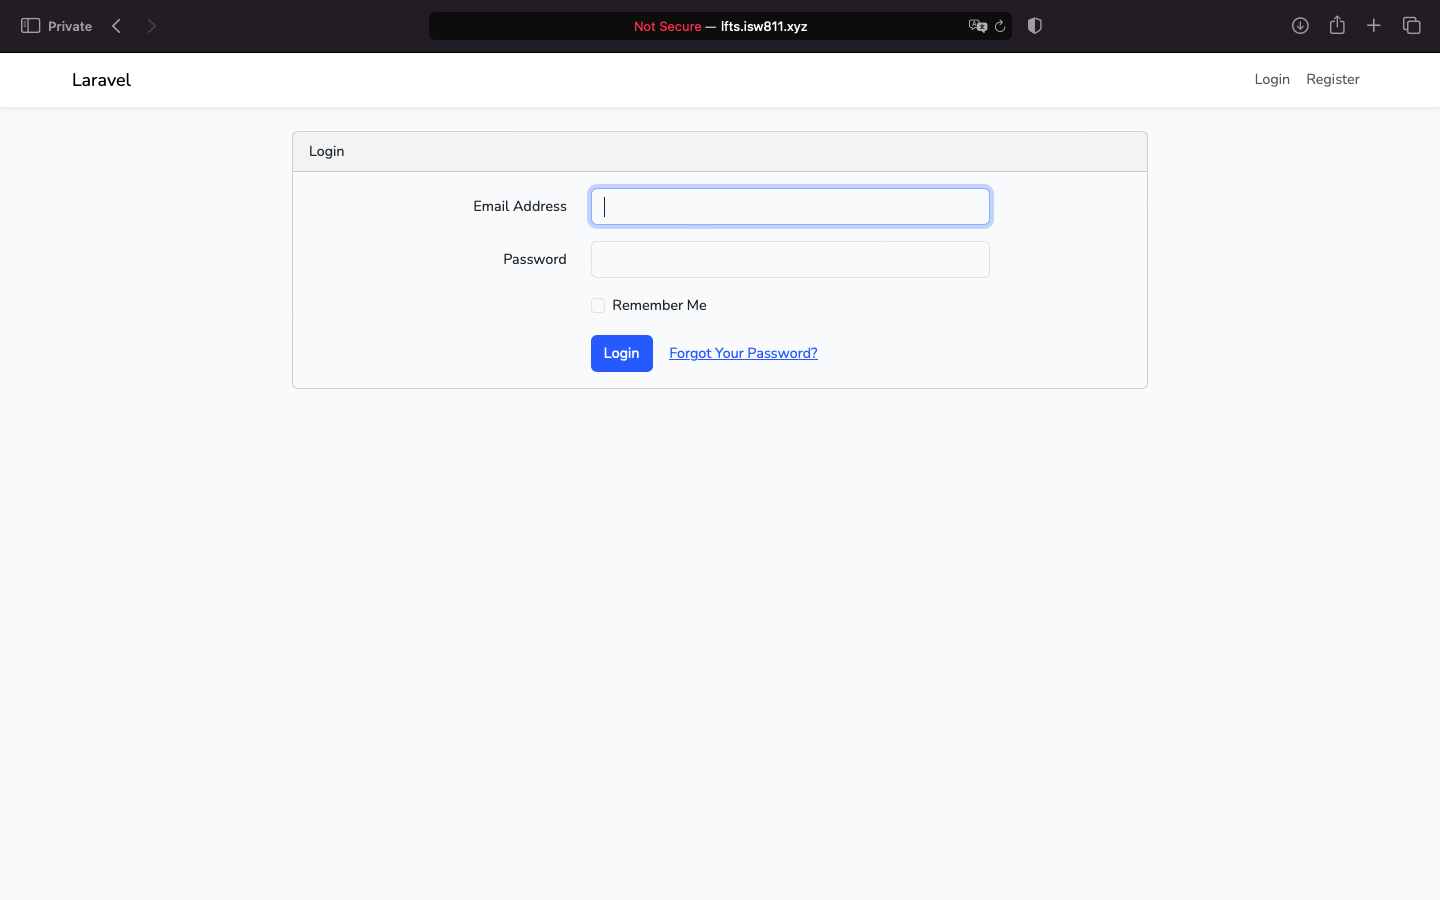 Private
Not Secure — lfts.isw811.xyz
Laravel
Login Register
Login
Email Address
Password
Remember Me
Login Forgot Your Password?